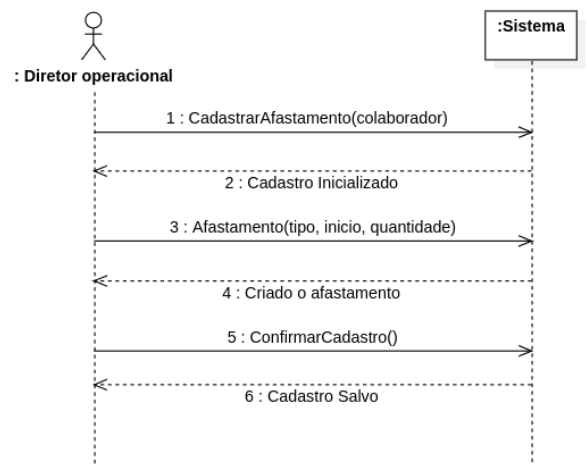 :Sistema
: Diretor operacional
1 : CadastrarAfastamento(colaborador)
2 : Cadastro Inicializado
3 : Afastamento(tipo, inicio, quantidade)
4 : Criado o afastamento
5 : ConfirmarCadastro()
6 : Cadastro Salvo